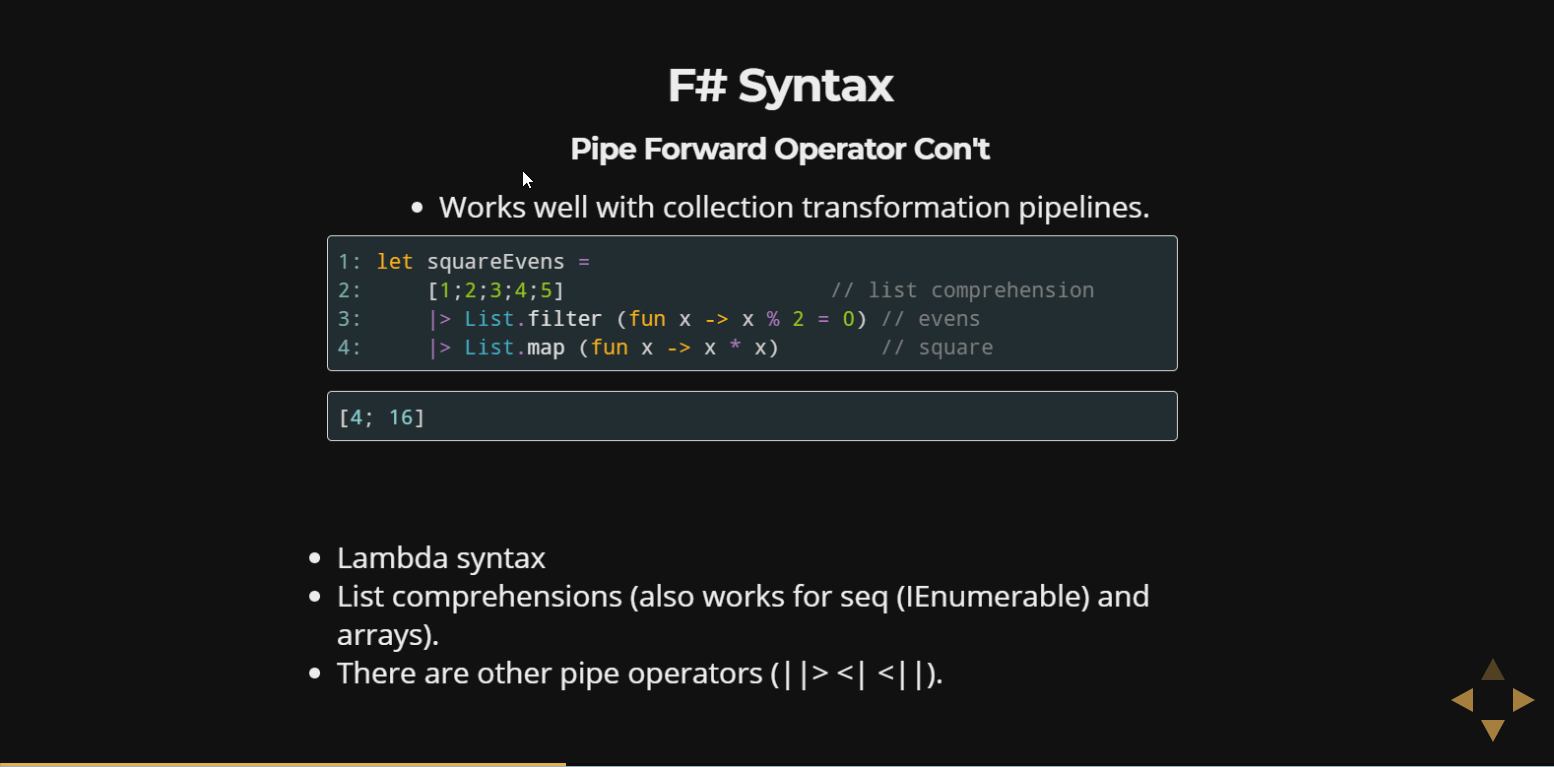 F# Syntax
Pipe Forward Operator Con't
• Works well with collection transformation pipelines.
1: let squareEvens =
2:     [1;2;3;4;5]                     // list comprehension
3:     |> List.filter (fun x -> x % 2 = 0) // evens
4:     |> List.map (fun x -> x * x)        // square
[4; 16]
• Lambda syntax
• List comprehensions (also works for seq (IEnumerable) and
arrays).
• There are other pipe operators (||> <| <||).